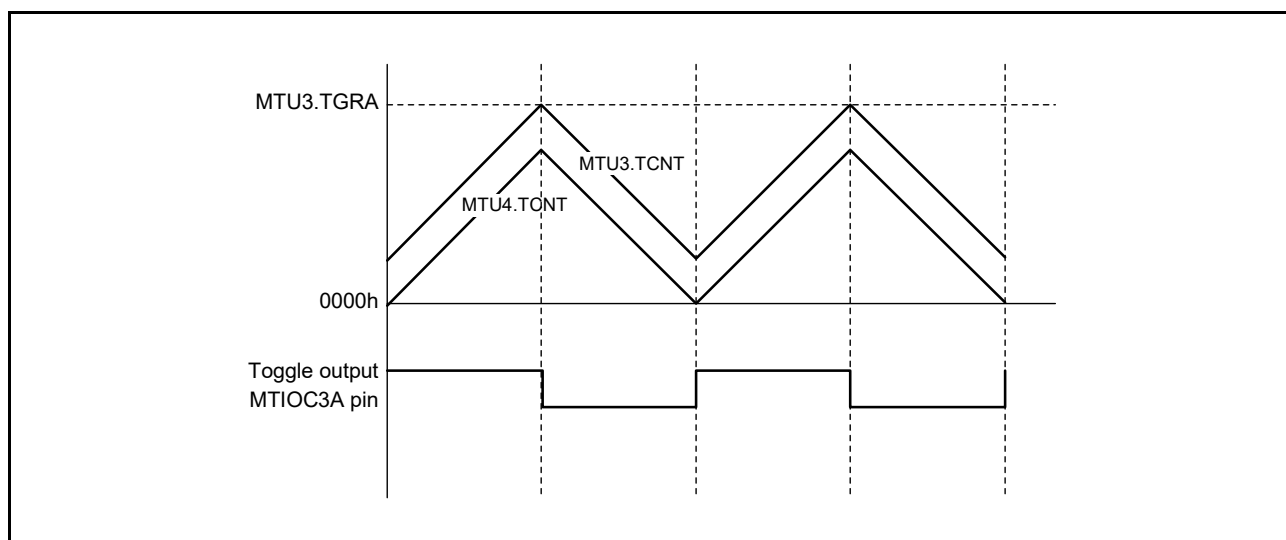 MTU3.TGRA
MTU3.TCNT
MTU4.TCNT
0000h
Toggle output
MTIOC3A pin